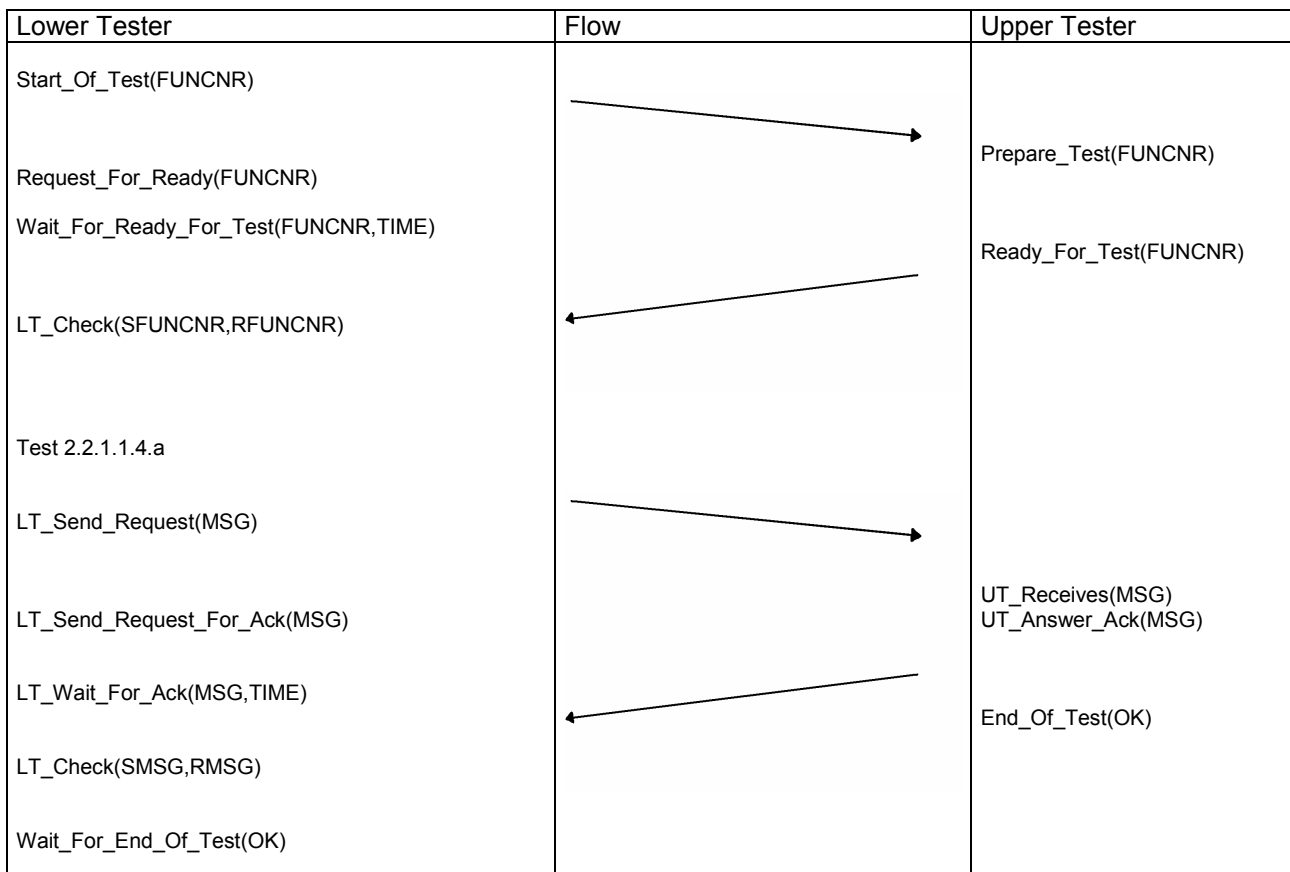 Lower Tester
Flow
Upper Tester
Start_Of_Test(FUNCNR)
Prepare_Test(FUNCNR)
Request_For_Ready(FUNCNR)
Wait_For_Ready_For_Test(FUNCNR,TIME)
Ready_For_Test(FUNCNR)
LT_Check(SFUNCNR,RFUNCNR)
Test 2.2.1.1.4.a
LT_Send_Request(MSG)
UT_Receives(MSG)
LT_Send_Request_For_Ack(MSG)
UT_Answer_Ack(MSG)
LT_Wait_For_Ack(MSG,TIME)
End_Of_Test(OK)
LT_Check(SMSG,RMSG)
Wait_For_End_Of_Test(OK)